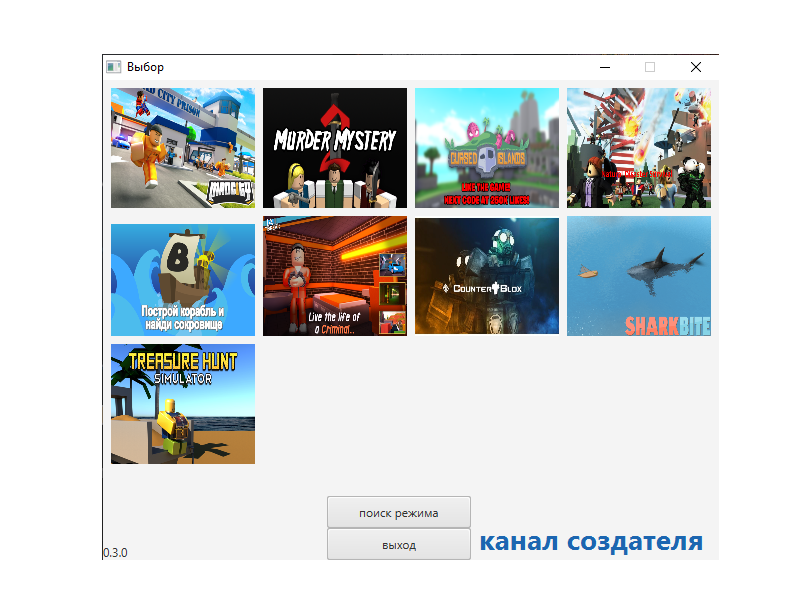 Выбор
LD CITY PRISON
MAD CITY
MURDER MYSTERY
2
CURSED ISLANDS
LIKE THE GAME!
NEXT CODE AT 250K LIKES!
B
Построй корабль и
найди сокровище
Live the life of
a Criminal..
COUNTER BLOX
SHARKBITE
TREASURE HUNT
SIMULATOR
поиск режима
выход
0.3.0
канал создателя